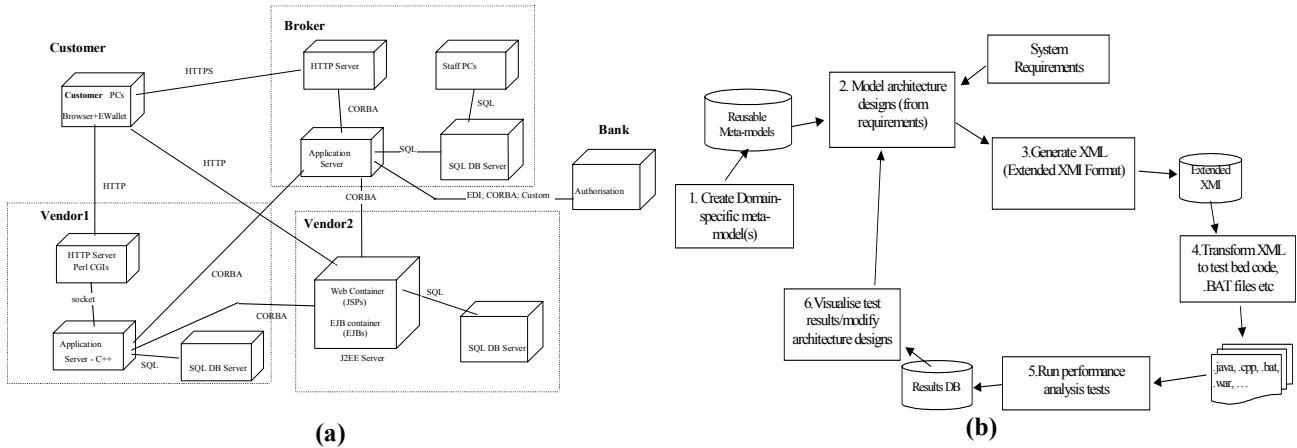 Broker
Customer
HTTP Server
Staff PCs
HTTPS
Customer PCs
Browser+EWallet
CORBA
SQL
Bank
Application
Server
SQL
SQL DB Server
HTTP
Authorisation
EDI; CORBA; Custom
HTTP
CORBA
Vendor1
Vendor2
HTTP Server
Perl CGIs
CORBA
socket
Web Container
(JSPs)
SQL
CORBA
EJB container
(EJBs)
Application
Server - C++
SQL
SQL DB Server
J2EE Server
SQL DB Server
(a)
System
Requirements
2. Model architecture
designs (from
requirements)
Reusable
Meta-models
3.Generate XML
(Extended XMI Format)
Extended
XMI
1. Create Domain-
specific meta-
model(s)
4.Transform XML
to test bed code,
.BAT files etc
6.Visualise test
results/modify
architecture designs
5.Run performance
analysis tests
Results DB
.java, .cpp, .bat,
.war, …
(b)